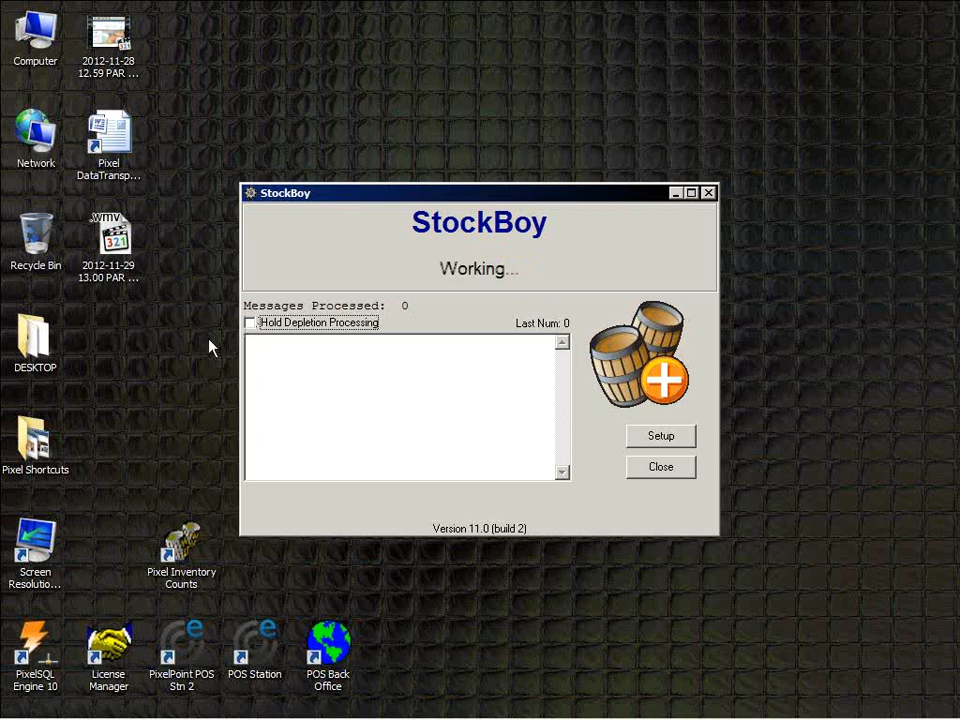 Computer
2012-11-28
12.59 PAR ...
Network
Pixel
DataTransp...
.wmv
321
Recycle Bin
2012-11-29
13.00 PAR ...
DESKTOP
Pixel Shortcuts
Screen
Resolutio...
Pixel Inventory
Counts
PixelSQL
Engine 10
License
Manager
PixelPoint POS
Stn 2
POS Station
POS Back
Office
StockBoy
StockBoy
Working...
Messages Processed: 0
Hold Depletion Processing
Last Num: 0
Setup
Close
Version 11.0 (build 2)